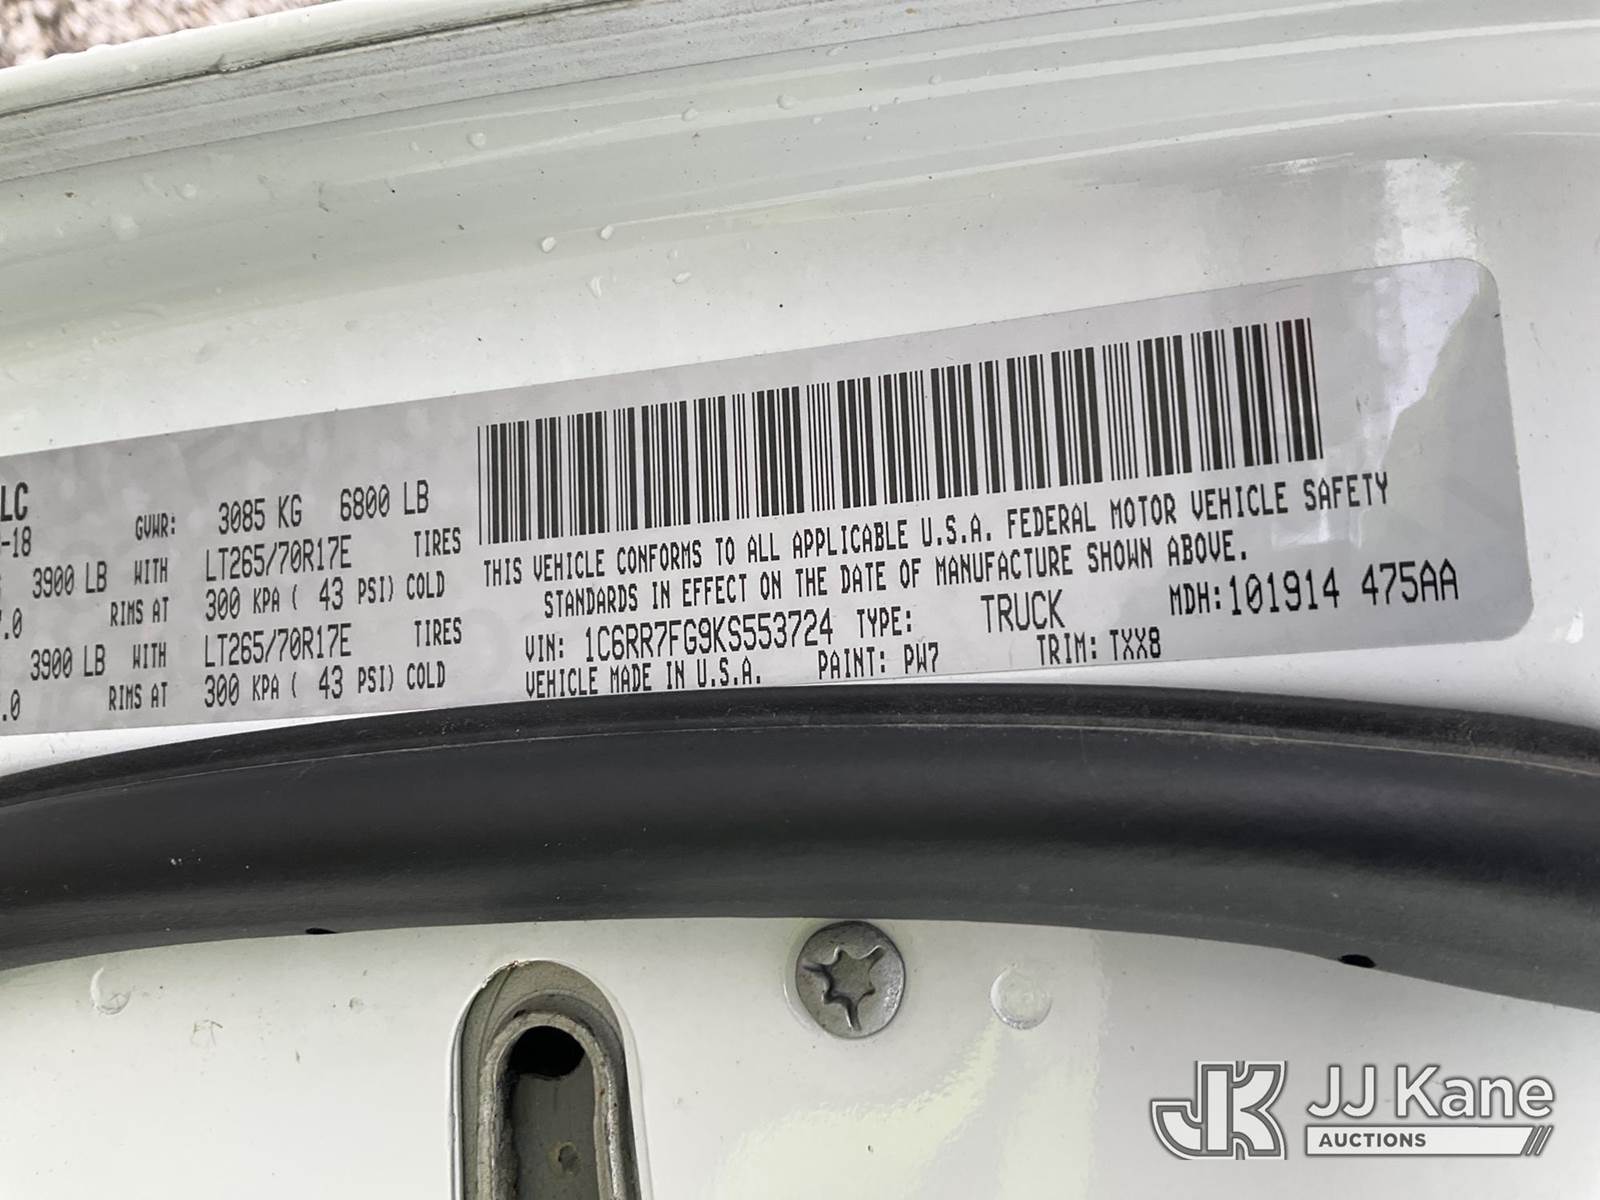 LC
-18 GVWR: 3085 KG 6800 LB
3900 LB WITH LT265/70R17E TIRES
.0 RIMS AT 300 KPA ( 43 PSI) COLD
3900 LB WITH LT265/70R17E TIRES
.0 RIMS AT 300 KPA ( 43 PSI) COLD
THIS VEHICLE CONFORMS TO ALL APPLICABLE U.S.A. FEDERAL MOTOR VEHICLE SAFETY
STANDARDS IN EFFECT ON THE DATE OF MANUFACTURE SHOWN ABOVE.
VIN: 1C6RR7FG9KS553724 TYPE: TRUCK MDH:101914 475AA
VEHICLE MADE IN U.S.A. PAINT: PW7 TRIM: TXX8
JK JJ Kane
AUCTIONS